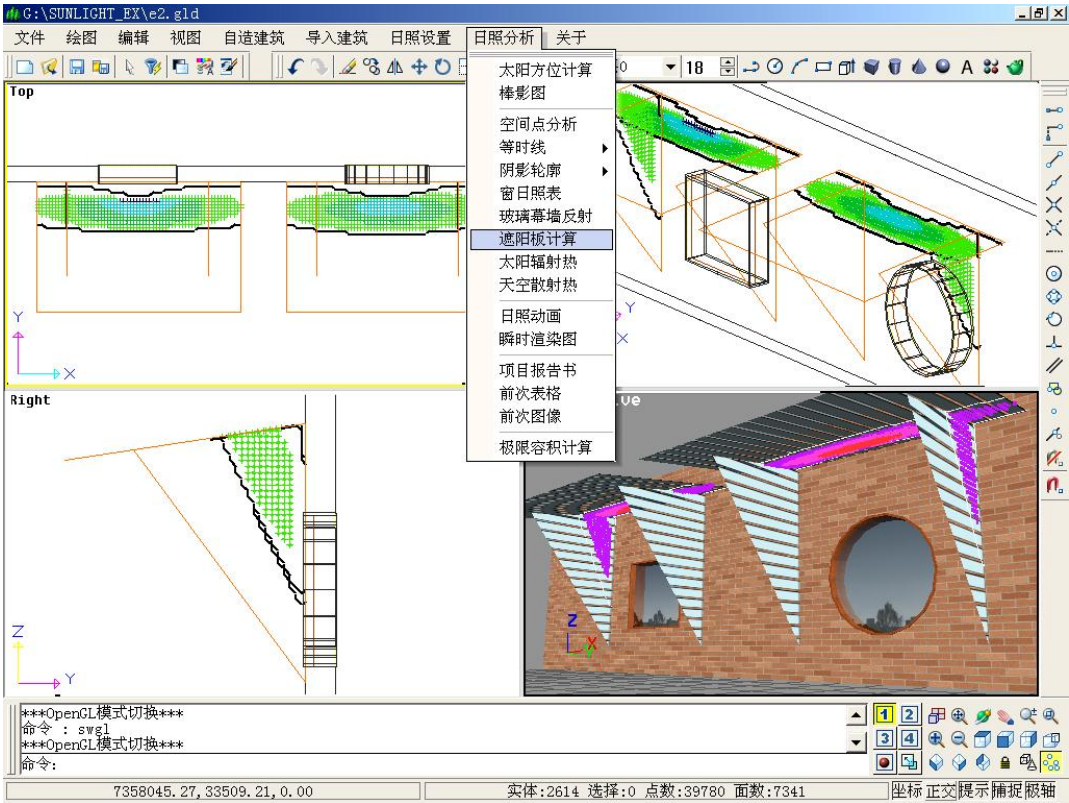 G:\SUNLIGHT_EX\e2.gld
文件 绘图 编辑 视图 自造建筑 导入建筑 日照设置 日照分析 关于
18
A
太阳方位计算
棒影图
空间点分析
等时线
阴影轮廓
窗日照表
玻璃幕墙反射
遮阳板计算
太阳辐射热
天空散射热
日照动画
瞬时渲染图
项目报告书
前次表格
前次图像
极限容积计算
Top
Y
X
Y
X
Right
Z
Y
Z
X
***OpenGL模式切换***
命令 : swgl
***OpenGL模式切换***
命令:
1 2
3 4
7358045.27, 33509.21, 0.00
实体:2614 选择:0 点数:39780 面数:7341
坐标 正交 提示 捕捉 极轴